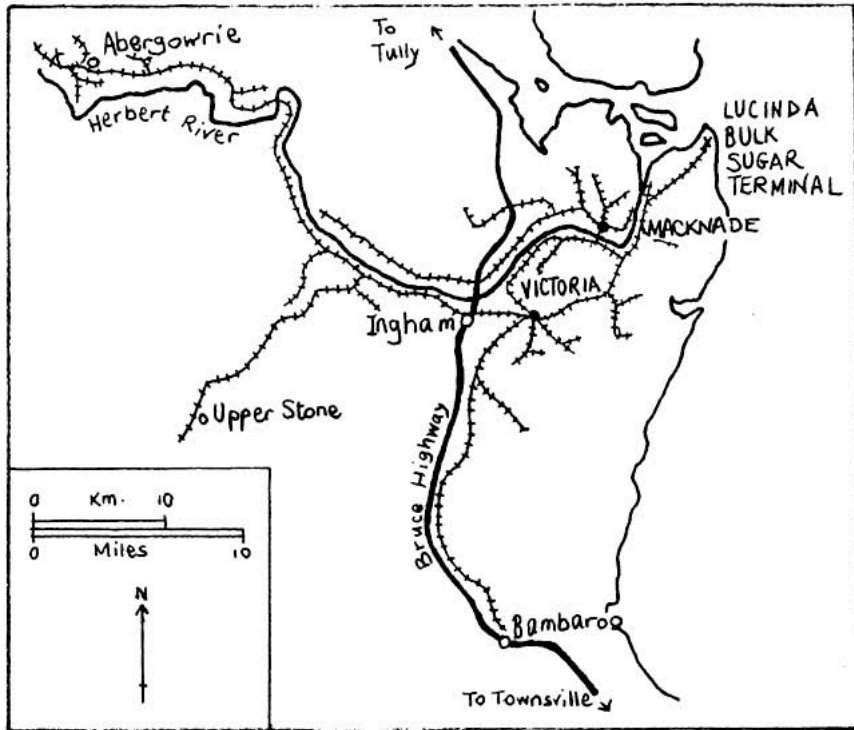 To
Tully
Abergowrie
Herbert River
LUCINDA
BULK
SUGAR
TERMINAL
MACKNADE
VICTORIA
Ingham
Upper Stone
Bruce Highway
0 Km. 10
0 Miles 10
N
Bambaroo
To Townsville